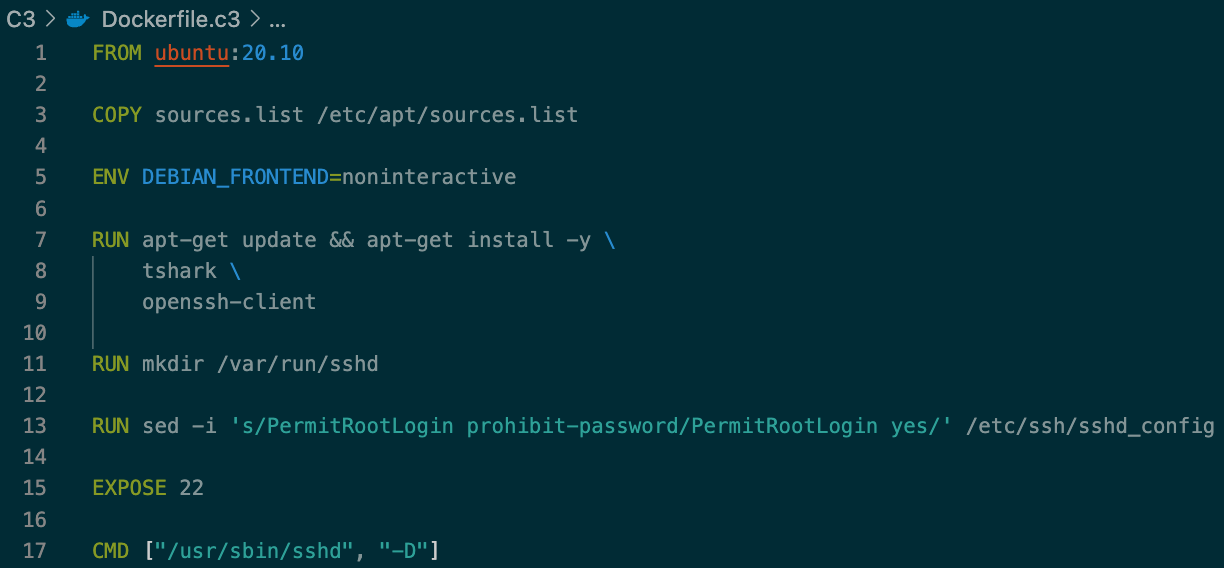 C3 > Dockerfile.c3 > ...
1 FROM ubuntu:20.10
2
3 COPY sources.list /etc/apt/sources.list
4
5 ENV DEBIAN_FRONTEND=noninteractive
6
7 RUN apt-get update && apt-get install -y \
8 tshark \
9 openssh-client
10
11 RUN mkdir /var/run/sshd
12
13 RUN sed -i 's/PermitRootLogin prohibit-password/PermitRootLogin yes/' /etc/ssh/sshd_config
14
15 EXPOSE 22
16
17 CMD ["/usr/sbin/sshd", "-D"]